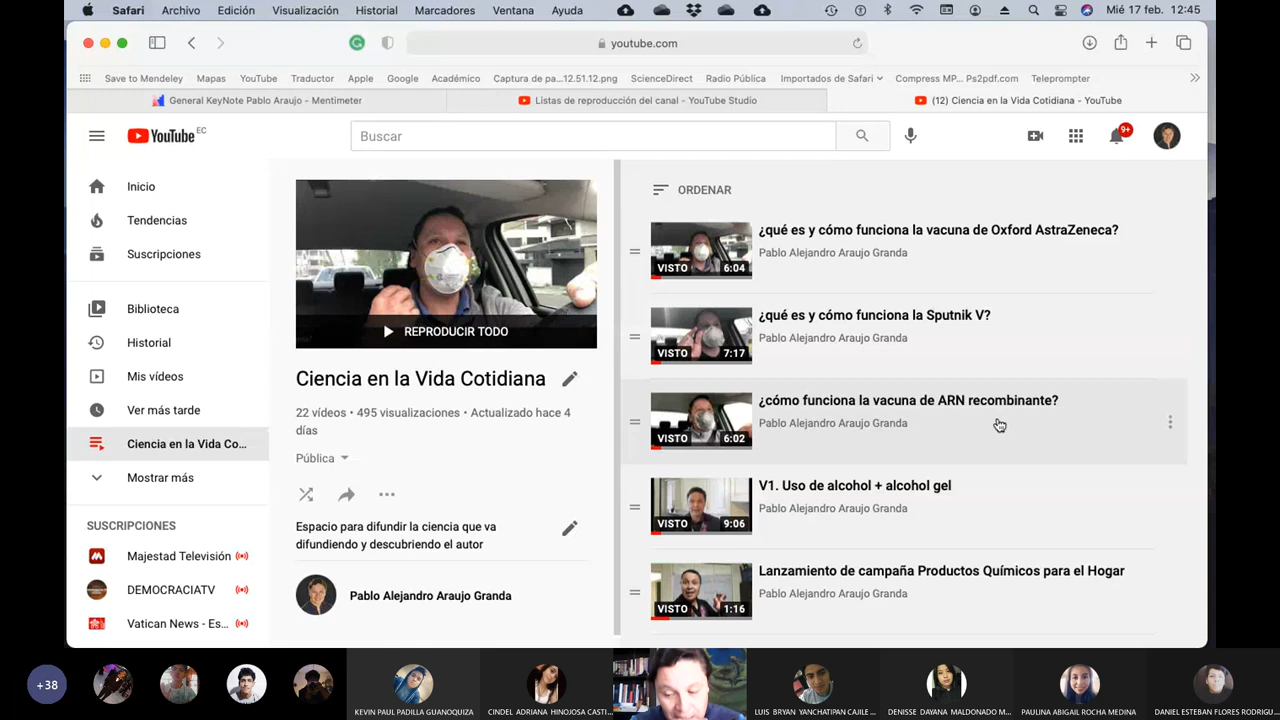 Safari Archivo Edición Visualización Historial Marcadores Ventana Ayuda Mié 17 feb. 12:45
youtube.com
Save to Mendeley Mapas YouTube Traductor Apple Google Académico Captura de pa...12.51.12.png ScienceDirect Radio Pública Importados de Safari Compress MP... Ps2pdf.com Teleprompter
General KeyNote Pablo Araujo - Mentimeter Listas de reproducción del canal - YouTube Studio (12) Ciencia en la Vida Cotidiana - YouTube
YouTube EC
Buscar
9+
Inicio
Tendencias
Suscripciones
Biblioteca
Historial
Mis vídeos
Ver más tarde
Ciencia en la Vida Co...
Mostrar más
SUSCRIPCIONES
Majestad Televisión
DEMOCRACIATV
Vatican News - Es...
REPRODUCIR TODO
Ciencia en la Vida Cotidiana
22 vídeos • 495 visualizaciones • Actualizado hace 4
días
Pública
Espacio para difundir la ciencia que va
difundiendo y descubriendo el autor
Pablo Alejandro Araujo Granda
ORDENAR
¿qué es y cómo funciona la vacuna de Oxford AstraZeneca?
Pablo Alejandro Araujo Granda
VISTO 6:04
¿qué es y cómo funciona la Sputnik V?
Pablo Alejandro Araujo Granda
VISTO 7:17
¿cómo funciona la vacuna de ARN recombinante?
Pablo Alejandro Araujo Granda
VISTO 6:02
V1. Uso de alcohol + alcohol gel
Pablo Alejandro Araujo Granda
VISTO 9:06
Lanzamiento de campaña Productos Químicos para el Hogar
Pablo Alejandro Araujo Granda
VISTO 1:16
+38
KEVIN PAUL PADILLA GUANOQUIZA
CINDEL ADRIANA HINOJOSA CASTI...
LUIS BRYAN YANCHATIPAN CAJILE...
DENISSE DAYANA MALDONADO M...
PAULINA ABIGAIL ROCHA MEDINA
DANIEL ESTEBAN FLORES RODRIGU...